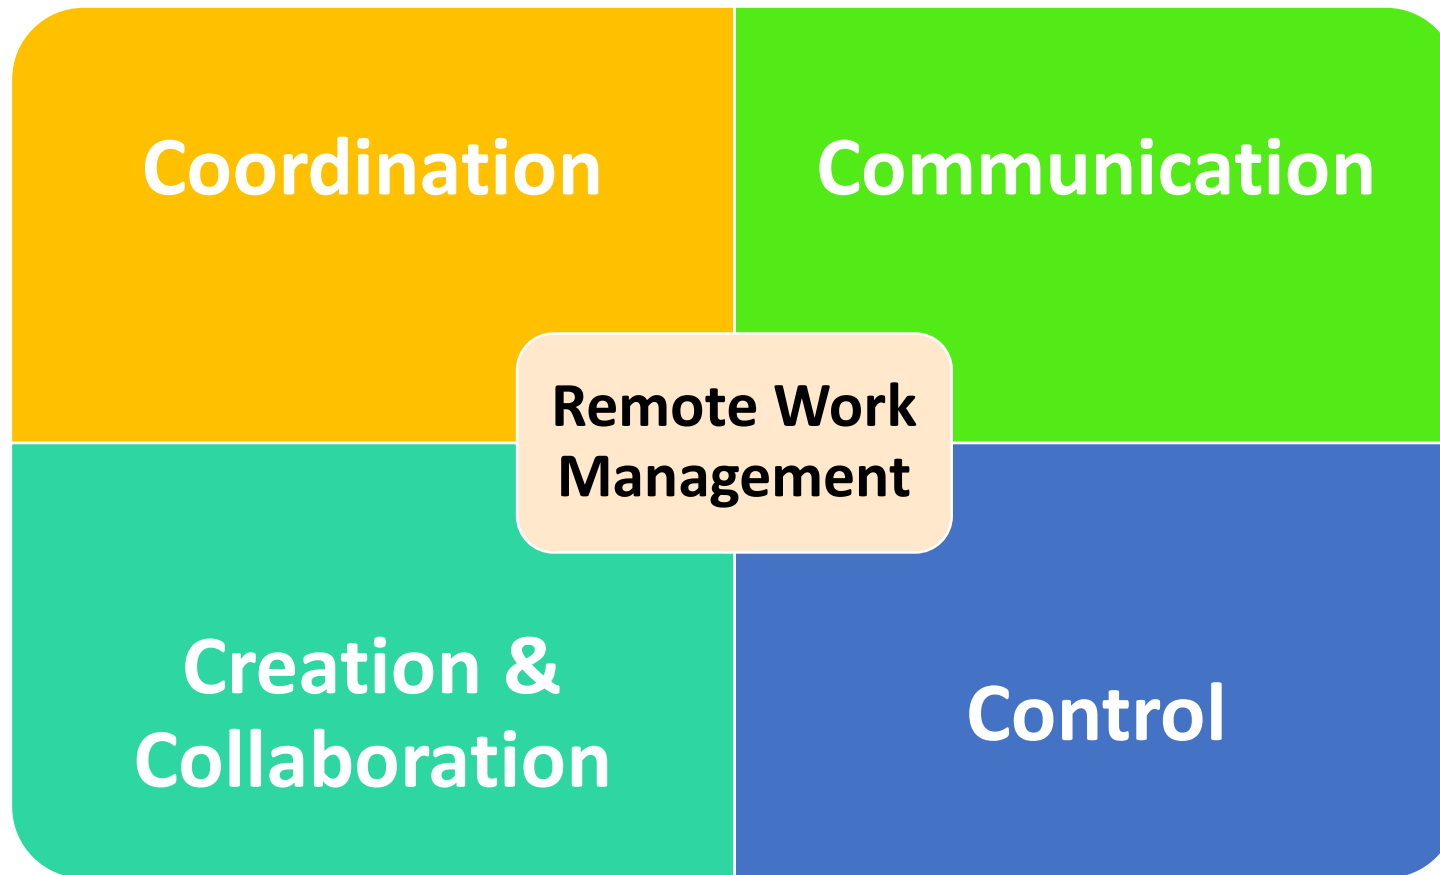 Coordination
Communication
Remote Work
Management
Creation &
Collaboration
Control